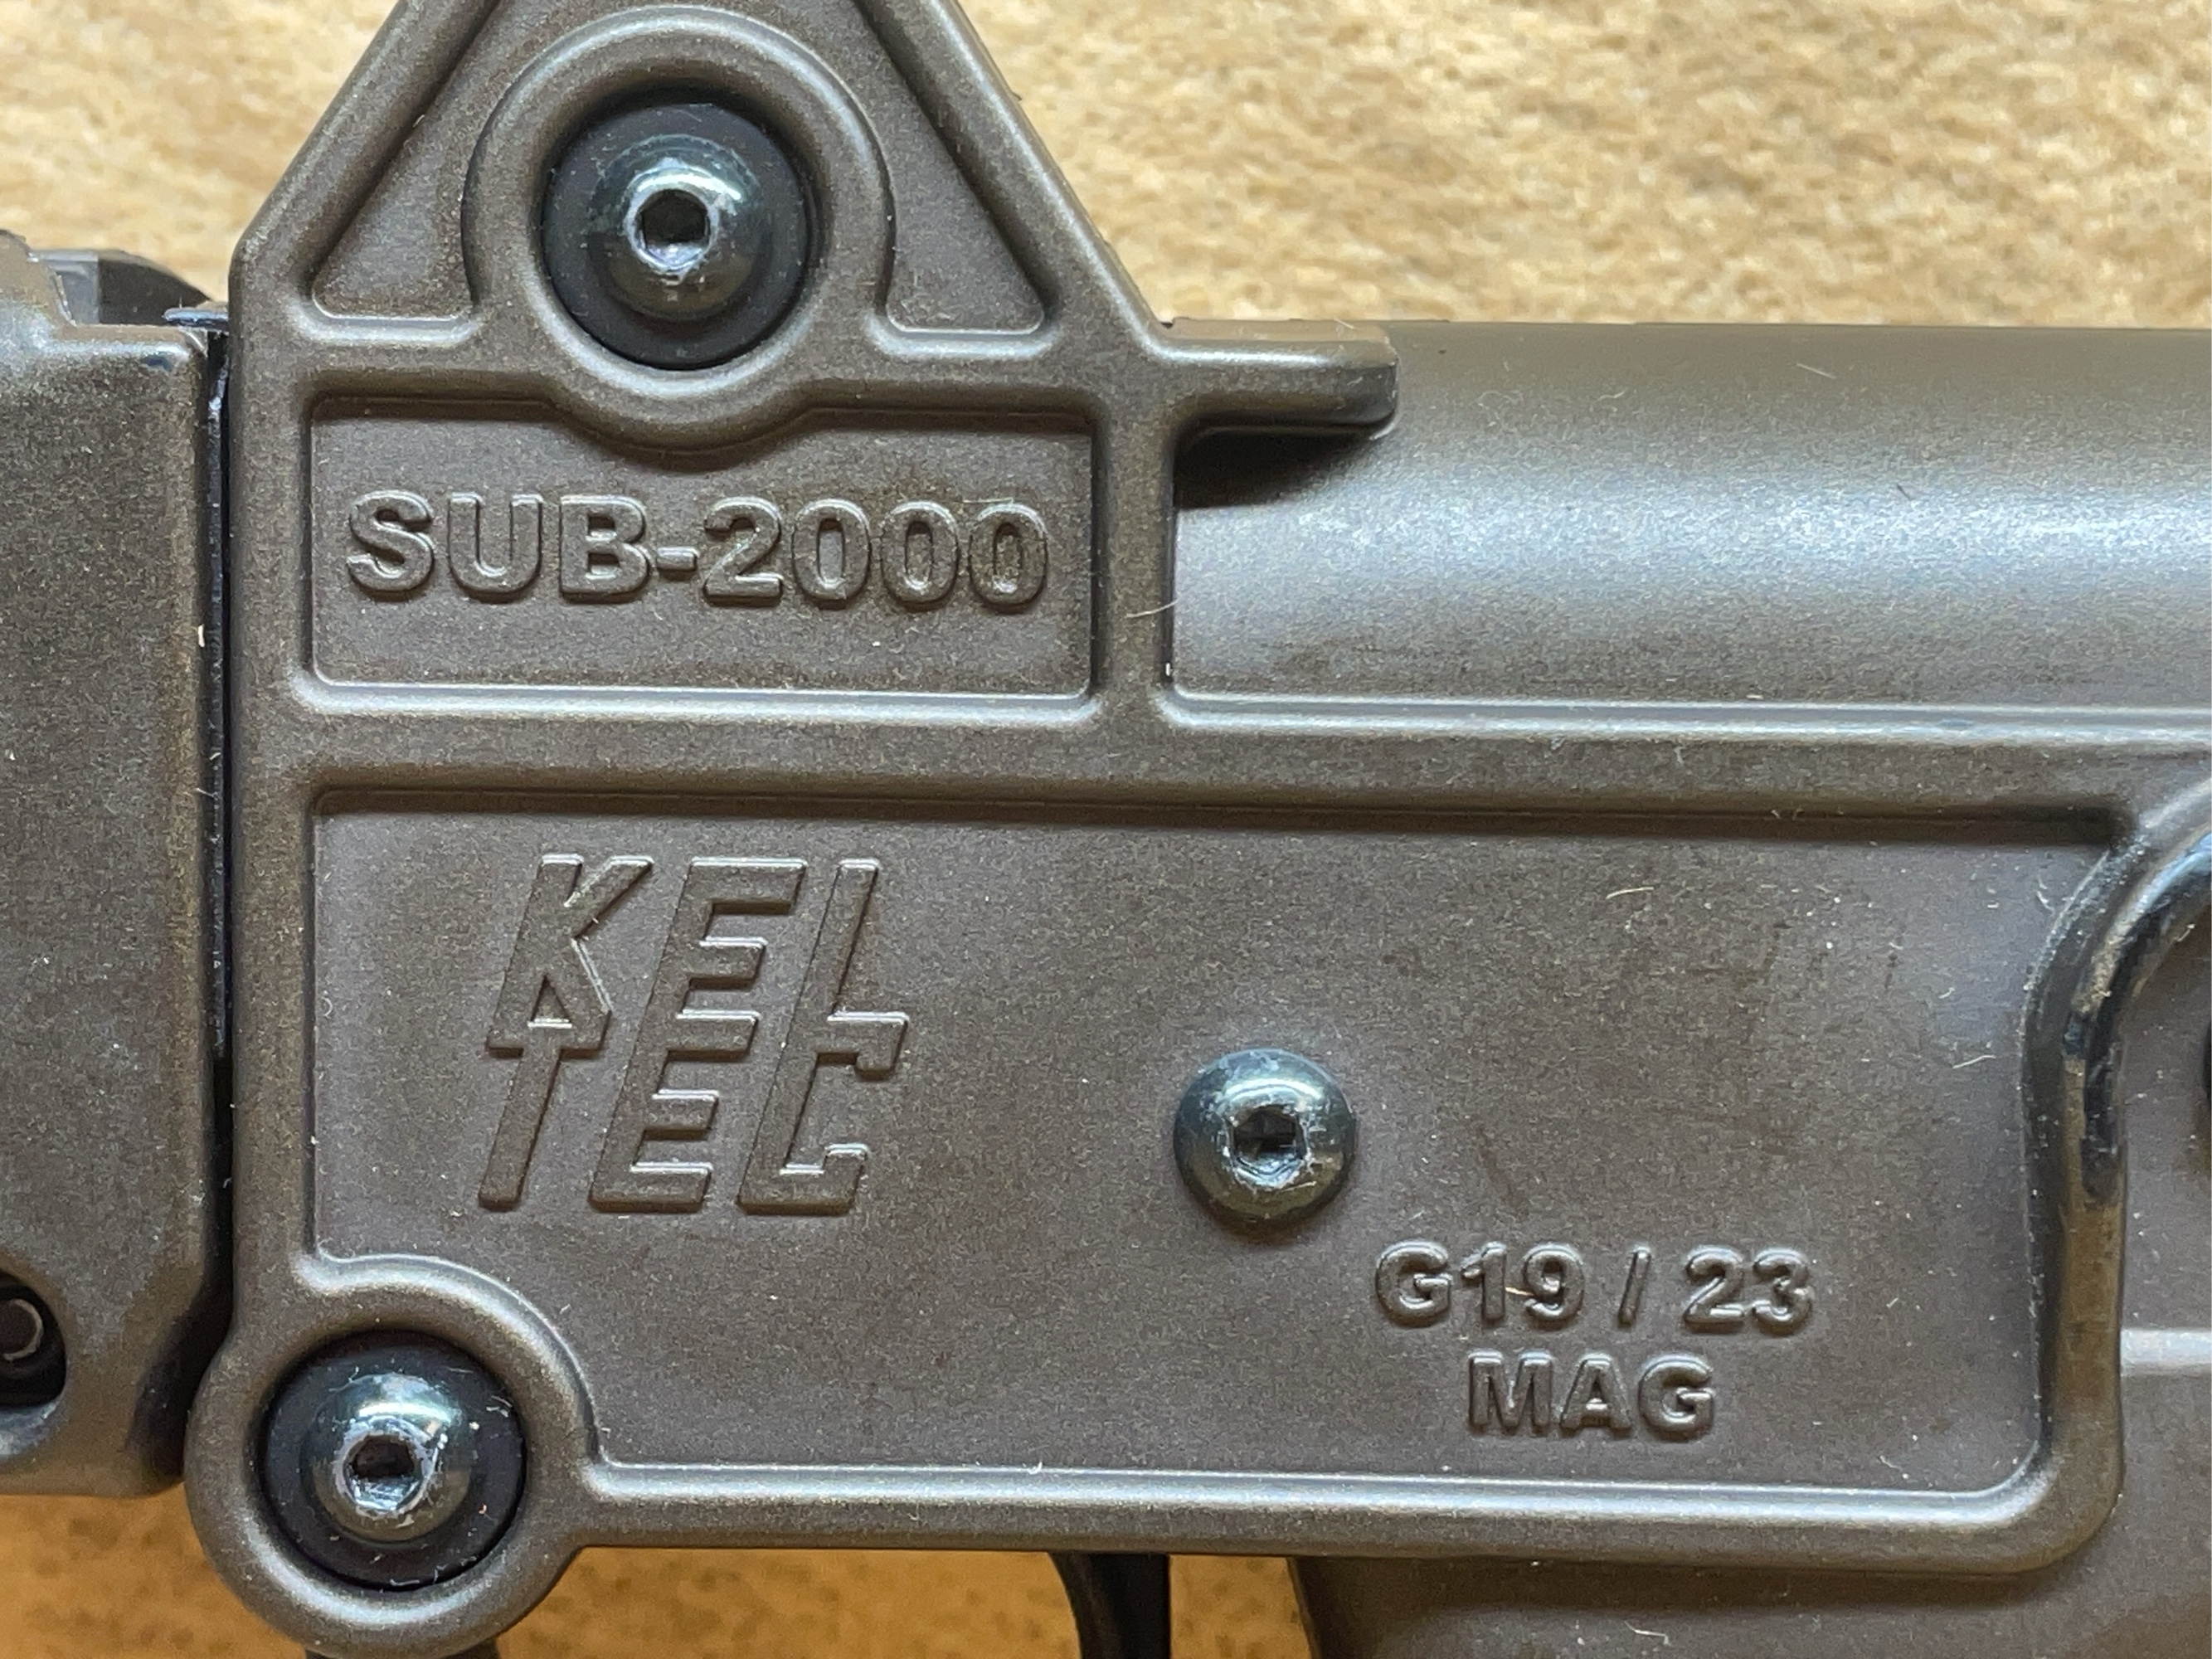 SUB-2000
KEL
TEC
G19 / 23
MAG